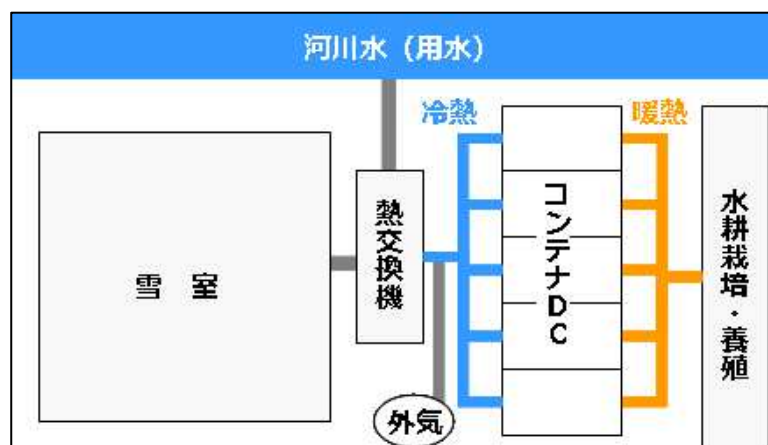 河川水（用水）
冷熱
暖熱
雪　室
熱交換機
コンテナDC
水耕栽培・養殖
外気